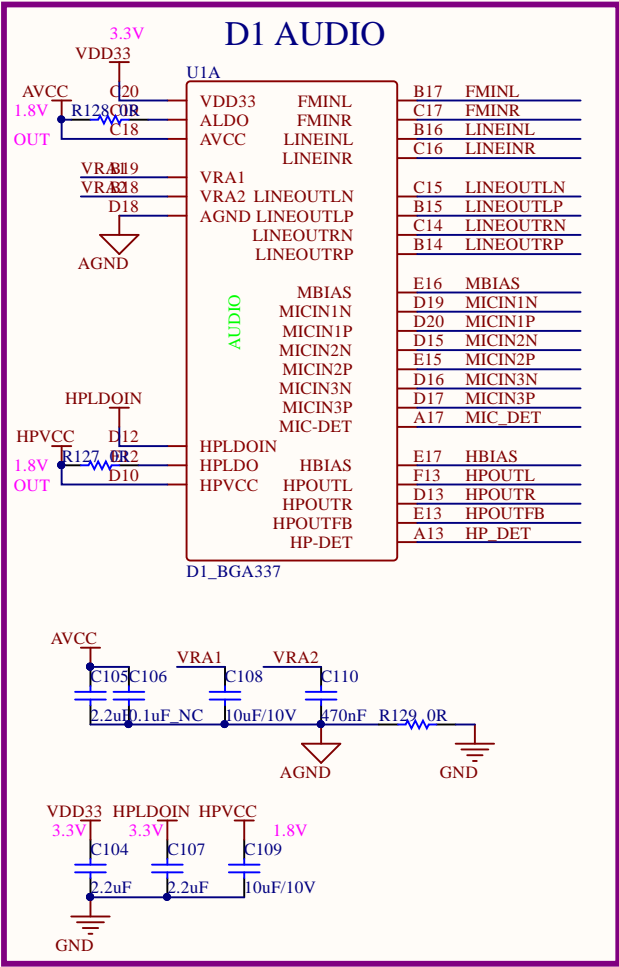 D1 AUDIO
3.3V
VDD33
U1A
AVCC
1.8V
OUT
R128 0R
C20 VDD33 FMINL B17 FMINL
ALDO FMINR C17 FMINR
C18 AVCC LINEINL B16 LINEINL
LINEINR C16 LINEINR
VRA1 B19 VRA1
VRA2 B18 VRA2 LINEOUTLN C15 LINEOUTLN
D18 AGND LINEOUTLP B15 LINEOUTLP
LINEOUTRN C14 LINEOUTRN
LINEOUTRP B14 LINEOUTRP
AGND
AUDIO
MBIAS E16 MBIAS
MICIN1N D19 MICIN1N
MICIN1P D20 MICIN1P
MICIN2N D15 MICIN2N
MICIN2P E15 MICIN2P
MICIN3N D16 MICIN3N
MICIN3P D17 MICIN3P
MIC-DET A17 MIC_DET
HPLDOIN
HPVCC
1.8V
OUT
R127 0R
D12 HPLDOIN
HPLDO HBIAS E17 HBIAS
D10 HPVCC HPOUTL F13 HPOUTL
HPOUTR D13 HPOUTR
HPOUTFB E13 HPOUTFB
HP-DET A13 HP_DET
D1_BGA337
AVCC VRA1 VRA2
C105 C106 C108 C110
2.2uF 0.1uF_NC 10uF/10V 470nF R129 0R
AGND GND
VDD33 HPLDOIN HPVCC
3.3V 3.3V 1.8V
C104 C107 C109
2.2uF 2.2uF 10uF/10V
GND